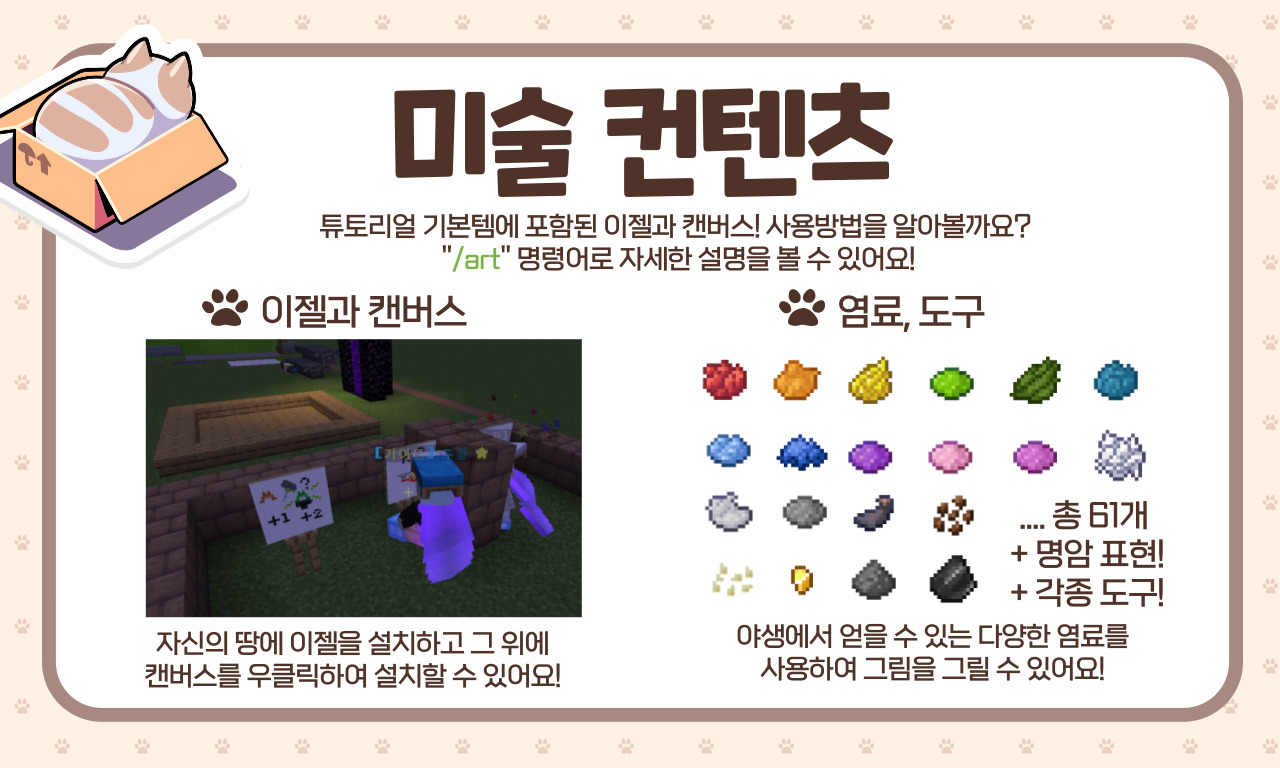 미술 컨텐츠
튜토리얼 기본템에 포함된 이젤과 캔버스! 사용방법을 알아볼까요?
"/art" 명령어로 자세한 설명을 볼 수 있어요!
이젤과 캔버스
+1 +2
자신의 땅에 이젤을 설치하고 그 위에
캔버스를 우클릭하여 설치할 수 있어요!
염료, 도구
.... 총 61개
+ 명암 표현!
+ 각종 도구!
야생에서 얻을 수 있는 다양한 염료를
사용하여 그림을 그릴 수 있어요!